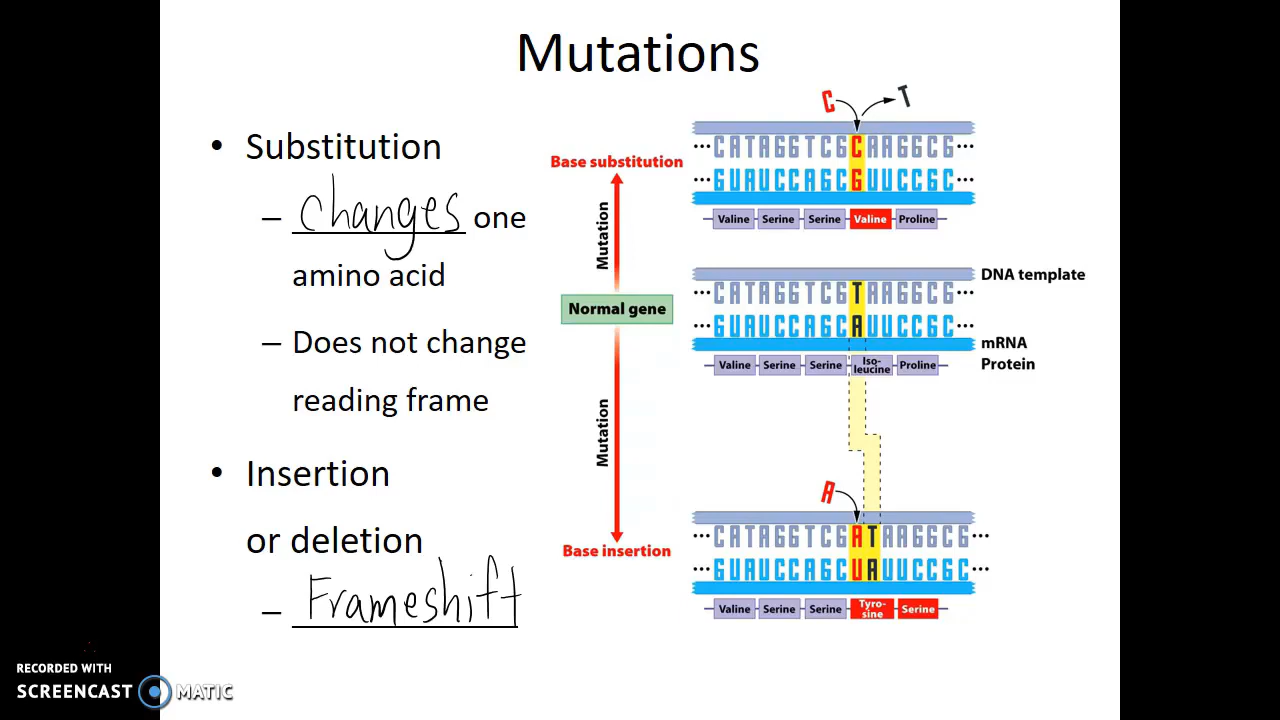 Mutations
• Substitution
– changes one
amino acid
– Does not change
reading frame
• Insertion
or deletion
– Frameshift
C T
Base substitution
Mutation
···CATAGGTCGCAAGGCG···
GUAUCCAGCGUUCCGC···
Valine Serine Serine Valine Proline
Normal gene
DNA template
···CATAGGTCGTAAGGCG···
GUAUCCAGCAUUCCGC···
mRNA
Valine Serine Serine Iso-
leucine Proline
Protein
Mutation
Base insertion
A
···CATAGGTCGATAAGGCG···
GUAUCCAGCUAUUCCGC···
Valine Serine Serine Tyro-
sine Serine
RECORDED WITH
SCREENCAST MATIC